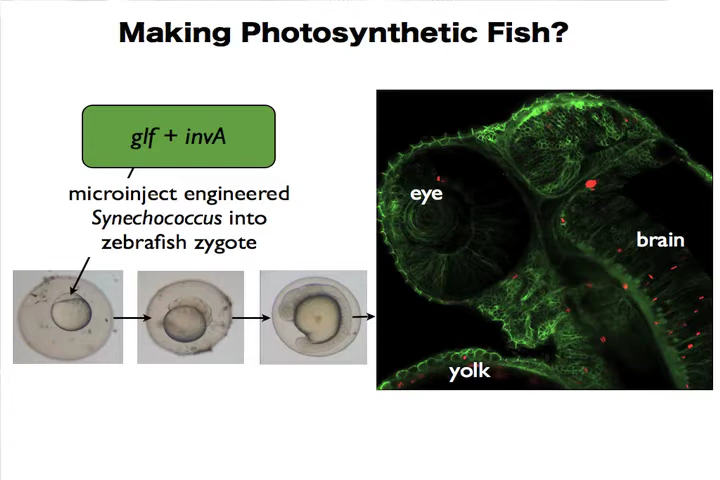 Making Photosynthetic Fish?
glf + invA
microinject engineered
Synechococcus into
zebrafish zygote
eye
brain
yolk